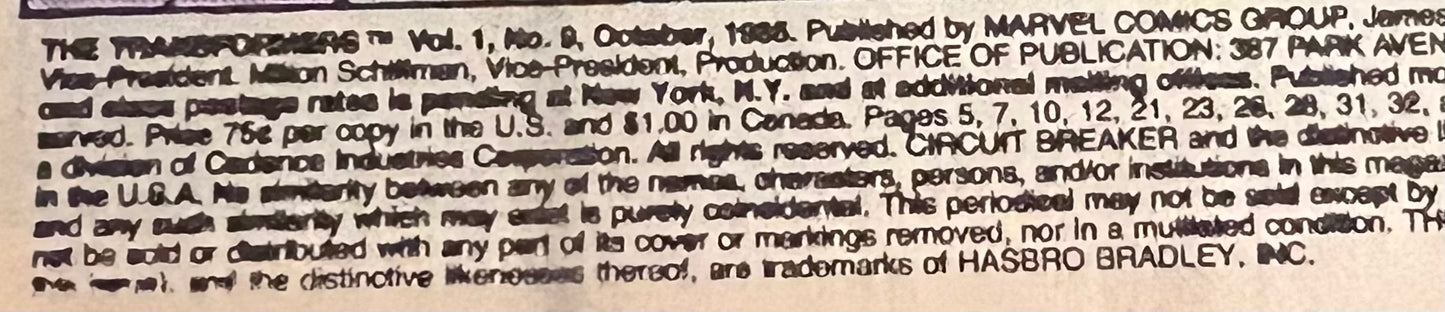 THE TRANSFORMERS™ Vol. 1, No. 9, October, 1985. Published by MARVEL COMICS GROUP, James
Vice-President. Milton Schiffman, Vice-President, Production. OFFICE OF PUBLICATION: 387 PARK AVEN
and postage rates is pending at New York, N.Y. and at additional mailing offices. Published mo
served. Price 75¢ per copy in the U.S. and $1.00 in Canada. Pages 5, 7, 10, 12, 21, 23, 28, 31, 32,
a division of Cadence Industries Corporation. All rights reserved. CIRCUIT BREAKER and the distinctive l
in the U.S.A. No similarity between any of the names, characters, persons, and/or institutions in this maga
and any such similarity which may exist is purely coincidental. This periodical may not be sold except by
not be sold or distributed with any part of its cover or markings removed, nor in a mutilated condition. TH
and the distinctive likenesses thereof, are trademarks of HASBRO BRADLEY, INC.